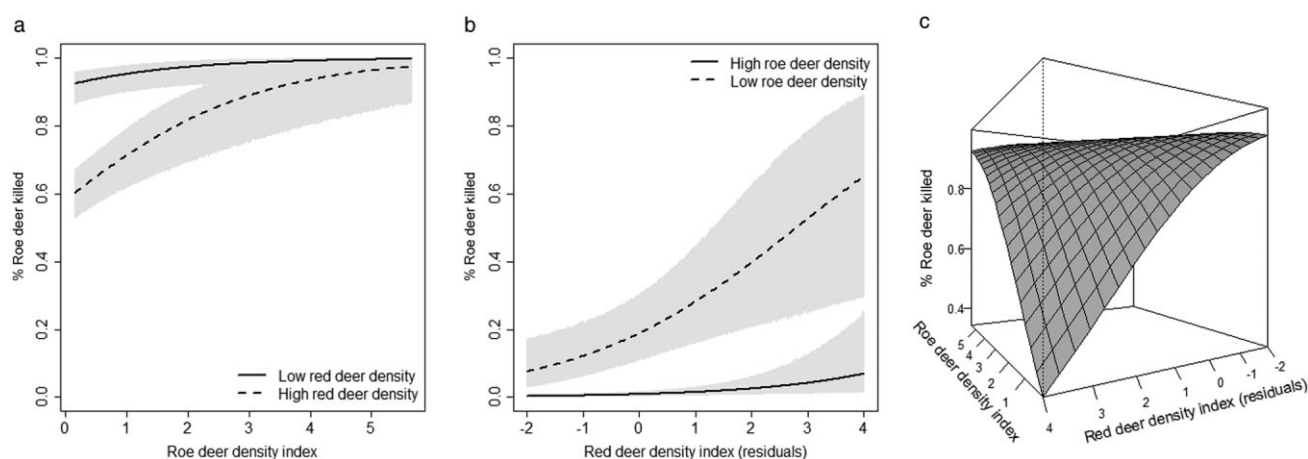 a
% Roe deer killed
1.0
0.8
0.6
0.4
0.2
0.0
Low red deer density
High red deer density
0 1 2 3 4 5
Roe deer density index
b
% Roe deer killed
1.0
0.8
0.6
0.4
0.2
0.0
High roe deer density
Low roe deer density
-2 -1 0 1 2 3 4
Red deer density index (residuals)
c
% Roe deer killed
0.8
0.6
0.4
Roe deer density index
5 4 3 2 1
4 3 2 1 0 -1 -2
Red deer density index (residuals)